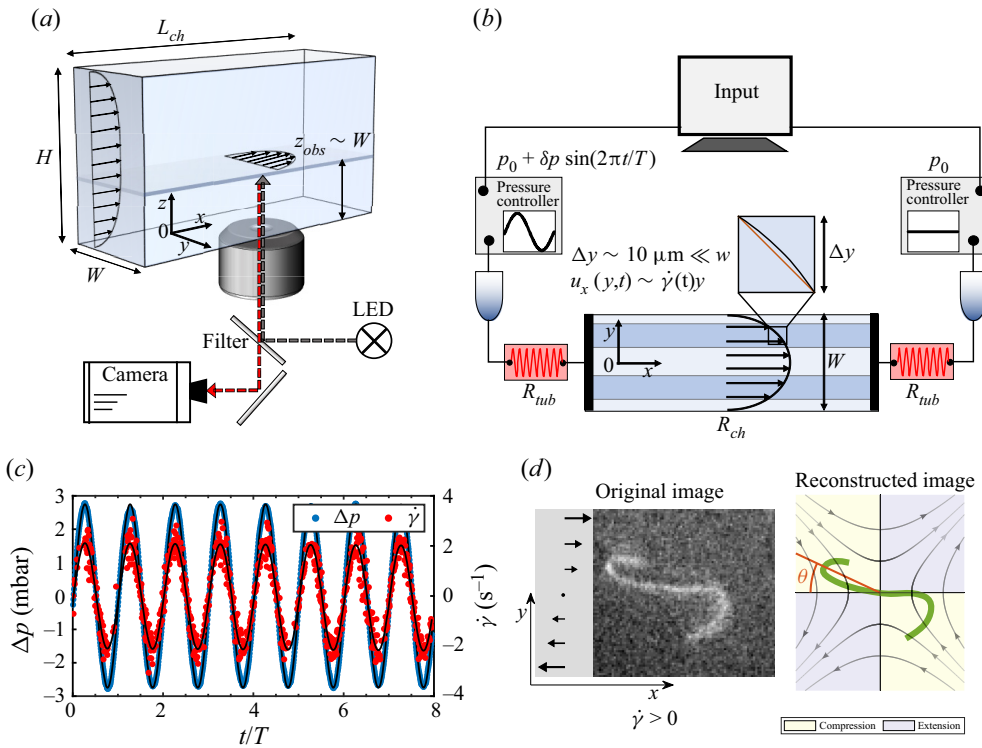 (a)
L_ch
H
z_obs ~ W
z
x
0
y
W
LED
Filter
Camera
(b)
Input
p_0 + δp sin(2πt/T)
p_0
Pressure
controller
Pressure
controller
Δy ~ 10 μm ≪ w
u_x (y,t) ~ γ̇(t)y
Δy
y
0
x
W
R_tub
R_tub
R_ch
(c)
3
2
1
0
−1
−2
−3
Δp (mbar)
Δp
γ̇
4
2
0
−2
−4
γ̇ (s⁻¹)
0
2
4
6
8
t/T
(d)
Original image
Reconstructed image
y
x
γ̇ > 0
θ
Compression
Extension